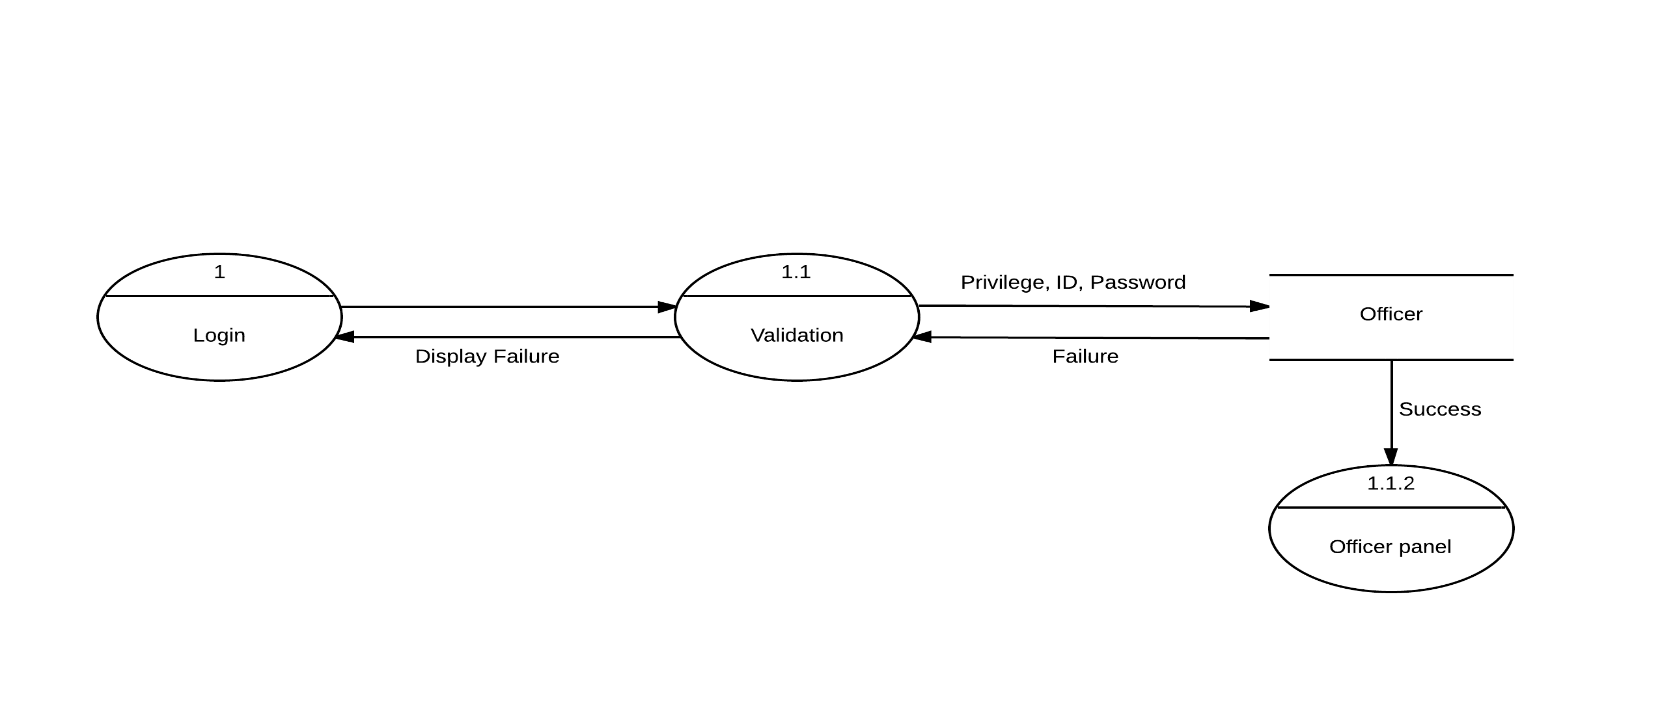 1
Login
Display Failure
1.1
Validation
Privilege, ID, Password
Failure
Officer
Success
1.1.2
Officer panel